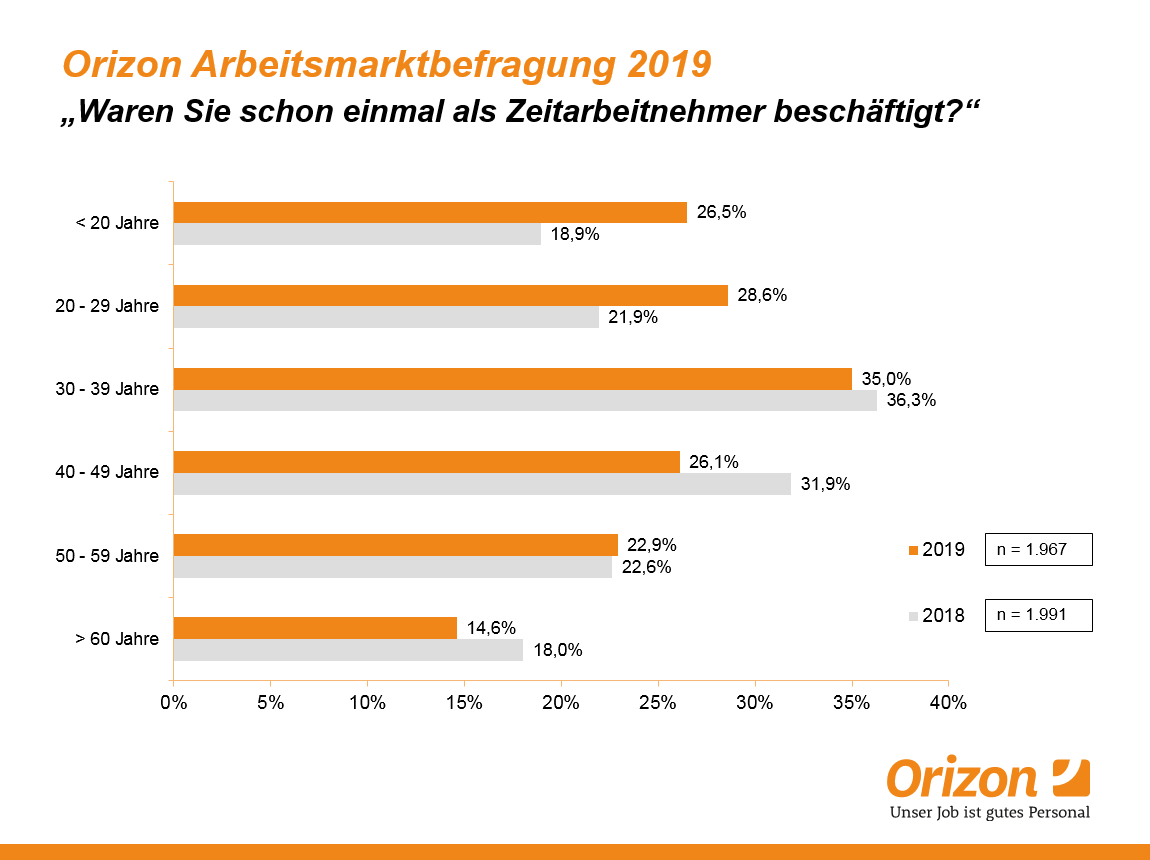 Orizon Arbeitsmarktbefragung 2019
„Waren Sie schon einmal als Zeitarbeitnehmer beschäftigt?“
< 20 Jahre
26,5%
18,9%
20 - 29 Jahre
28,6%
21,9%
30 - 39 Jahre
35,0%
36,3%
40 - 49 Jahre
26,1%
31,9%
50 - 59 Jahre
22,9%
22,6%
2019 n = 1.967
2018 n = 1.991
> 60 Jahre
14,6%
18,0%
0% 5% 10% 15% 20% 25% 30% 35% 40%
Orizon
Unser Job ist gutes Personal